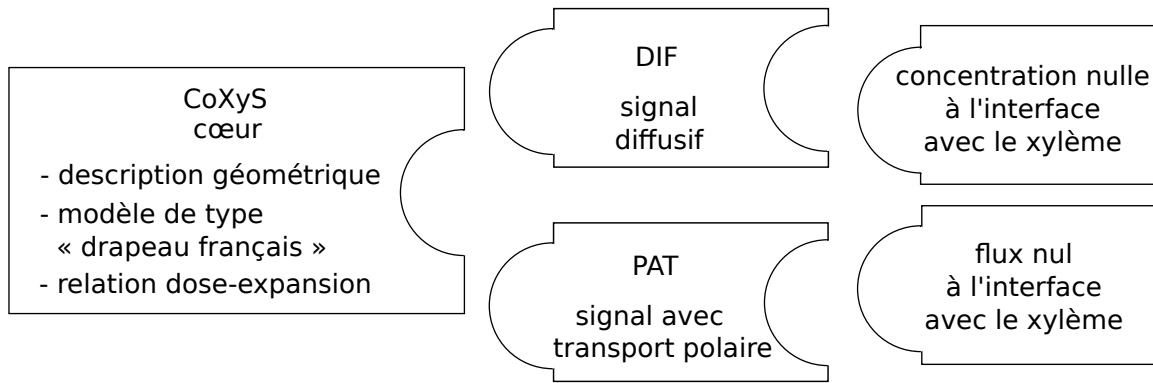 CoXyS
cœur
- description géométrique
- modèle de type
« drapeau français »
- relation dose-expansion
DIF
signal
diffusif
PAT
signal avec
transport polaire
concentration nulle
à l'interface
avec le xylème
flux nul
à l'interface
avec le xylème